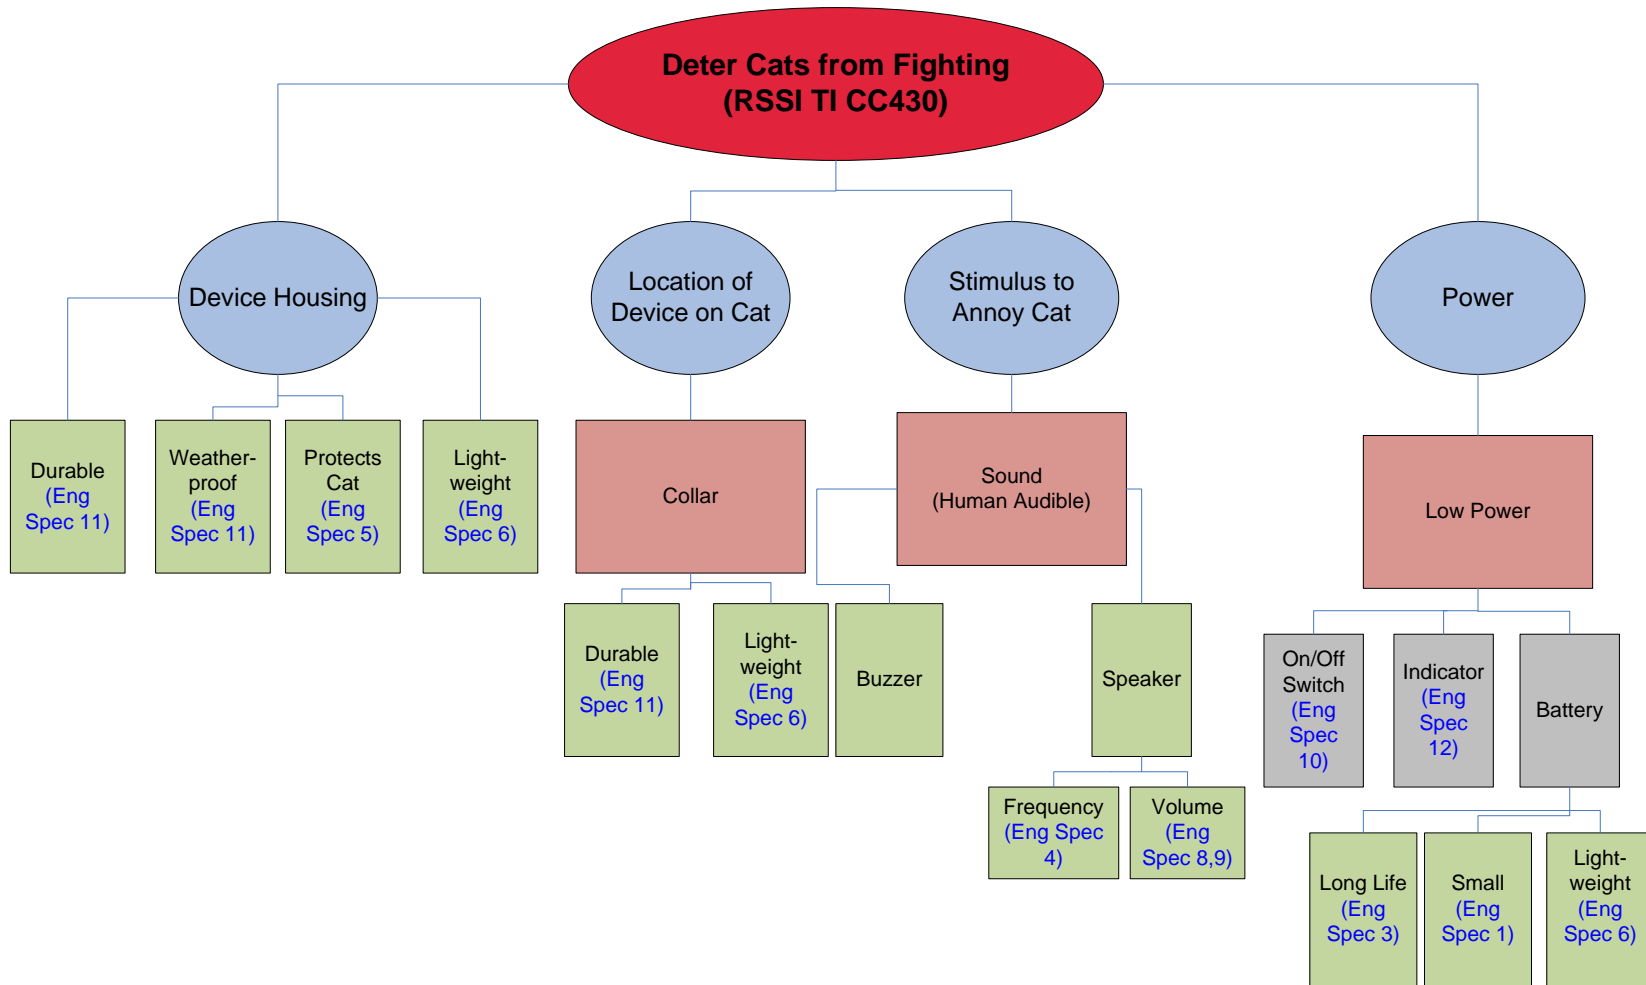 Deter Cats from Fighting
(RSSI TI CC430)
Device Housing
Location of
Device on Cat
Stimulus to
Annoy Cat
Power
Durable
(Eng
Spec 11)
Weather-
proof
(Eng
Spec 11)
Protects
Cat
(Eng
Spec 5)
Light-
weight
(Eng
Spec 6)
Collar
Sound
(Human Audible)
Low Power
Durable
(Eng
Spec 11)
Light-
weight
(Eng
Spec 6)
Buzzer
Speaker
On/Off
Switch
(Eng
Spec
10)
Indicator
(Eng
Spec
12)
Battery
Frequency
(Eng Spec
4)
Volume
(Eng
Spec 8,9)
Long Life
(Eng
Spec 3)
Small
(Eng
Spec 1)
Light-
weight
(Eng
Spec 6)